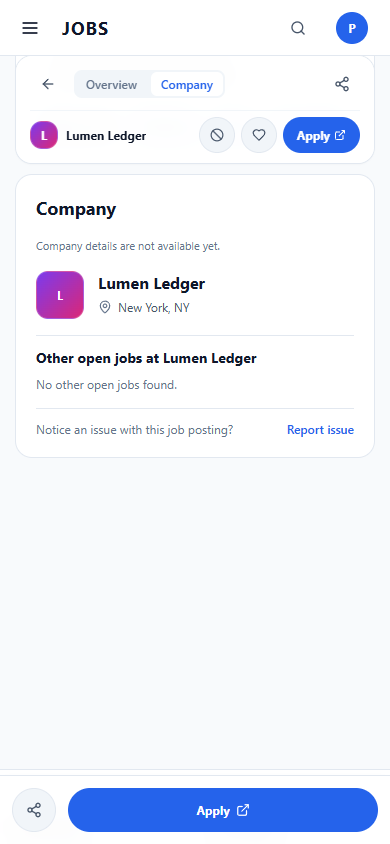 JOBS
P
Overview
Company
L
Lumen Ledger
Apply
Company
Company details are not available yet.
L
Lumen Ledger
New York, NY
Other open jobs at Lumen Ledger
No other open jobs found.
Notice an issue with this job posting?
Report issue
Apply